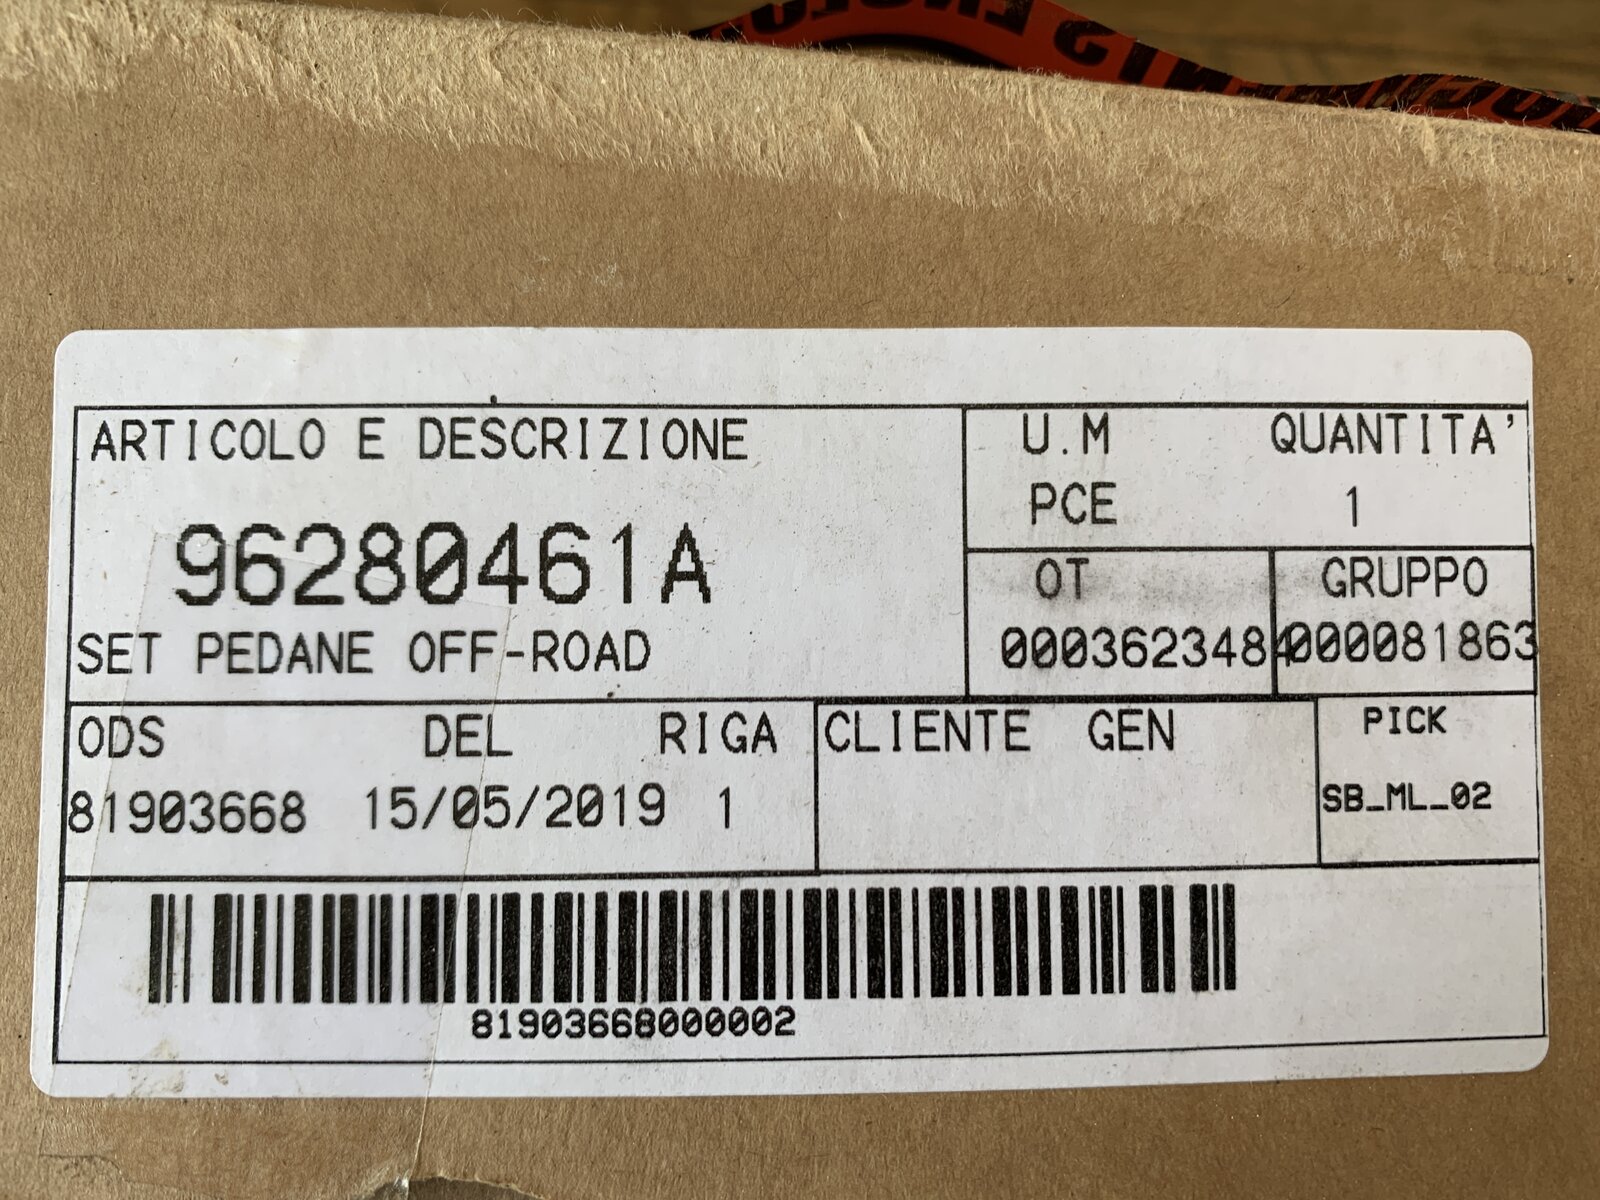 ARTICOLO E DESCRIZIONE
96280461A
SET PEDANE OFF-ROAD
U.M QUANTITA'
PCE 1
OT GRUPPO
0003623484 000081863
ODS DEL RIGA
81903668 15/05/2019 1
CLIENTE GEN
PICK
SB_ML_02
81903668000002